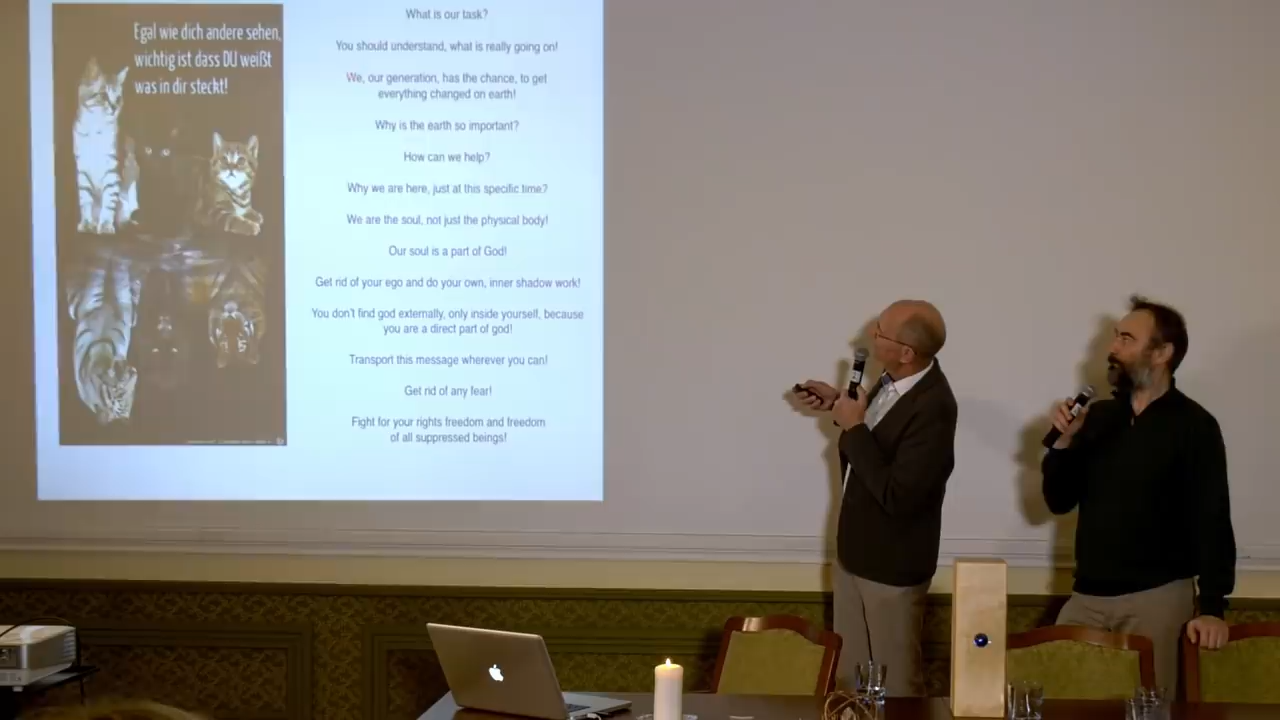 Egal wie dich andere sehen,
wichtig ist dass DU weißt
was in dir steckt!
What is our task?
You should understand, what is really going on!
We, our generation, has the chance, to get
everything changed on earth!
Why is the earth so important?
How can we help?
Why we are here, just at this specific time?
We are the soul, not just the physical body!
Our soul is a part of God!
Get rid of your ego and do your own, inner shadow work!
You don't find god externally, only inside yourself, because
you are a direct part of god!
Transport this message wherever you can!
Get rid of any fear!
Fight for your rights freedom and freedom
of all suppressed beings!